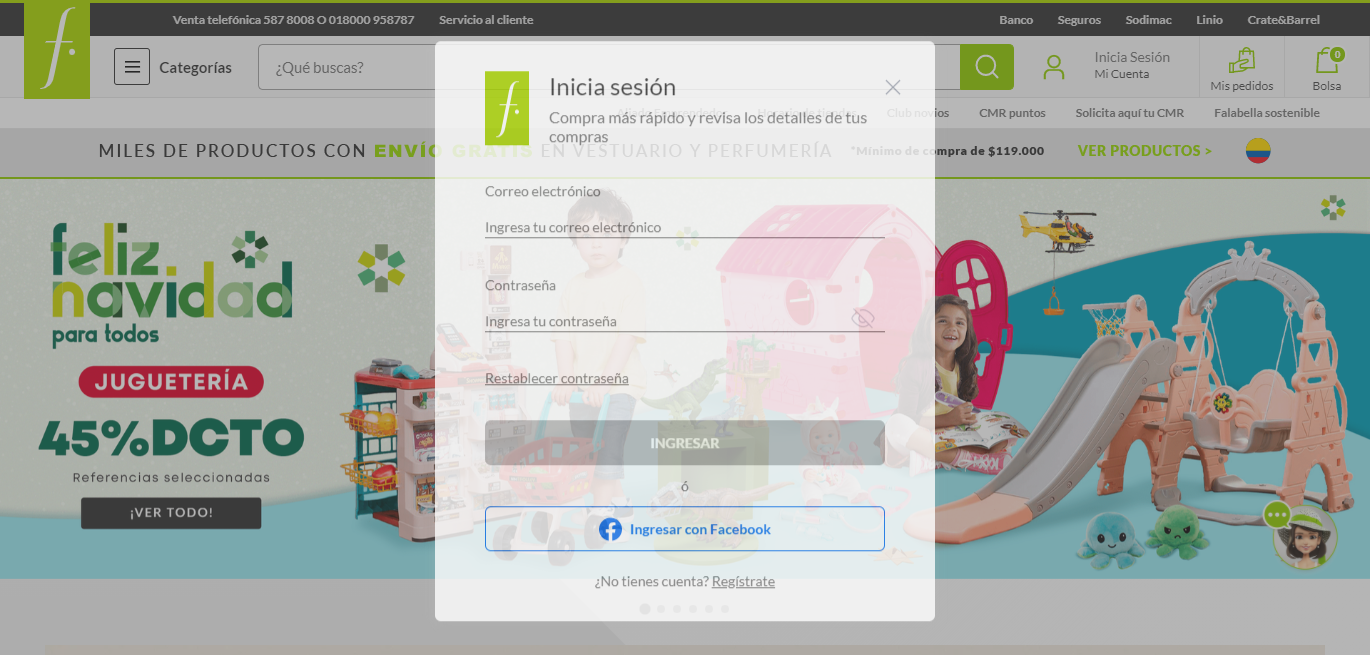 Venta telefónica 587 8008 O 018000 958787
Servicio al cliente
Banco
Seguros
Sodimac
Linio
Crate&Barrel
f.
Categorías
¿Qué buscas?
Inicia Sesión
Mi Cuenta
Mis pedidos
0
Bolsa
Club novios
CMR puntos
Solicita aquí tu CMR
Falabella sostenible
MILES DE PRODUCTOS CON ENVÍO GRATIS EN VESTUARIO Y PERFUMERÍA
*Mínimo de compra de $119.000
VER PRODUCTOS >
f.
Inicia sesión
Compra más rápido y revisa los detalles de tus
compras
Correo electrónico
Ingresa tu correo electrónico
Contraseña
Ingresa tu contraseña
Restablecer contraseña
INGRESAR
ó
Ingresar con Facebook
¿No tienes cuenta? Regístrate
feliz
navidad
para todos
JUGUETERÍA
45%DCTO
Referencias seleccionadas
¡VER TODO!